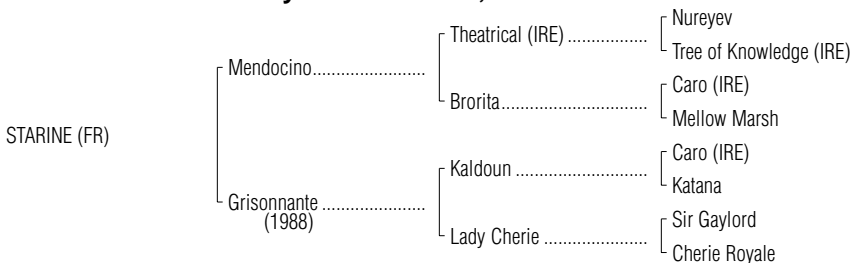 Nureyev
Theatrical (IRE) ................
Tree of Knowledge (IRE)
Mendocino.......................
Caro (IRE)
Brorita.............................
Mellow Marsh
STARINE (FR)
Caro (IRE)
Kaldoun ..........................
Katana
Grisonnante .....................
(1988)
Sir Gaylord
Lady Cherie .....................
Cherie Royale